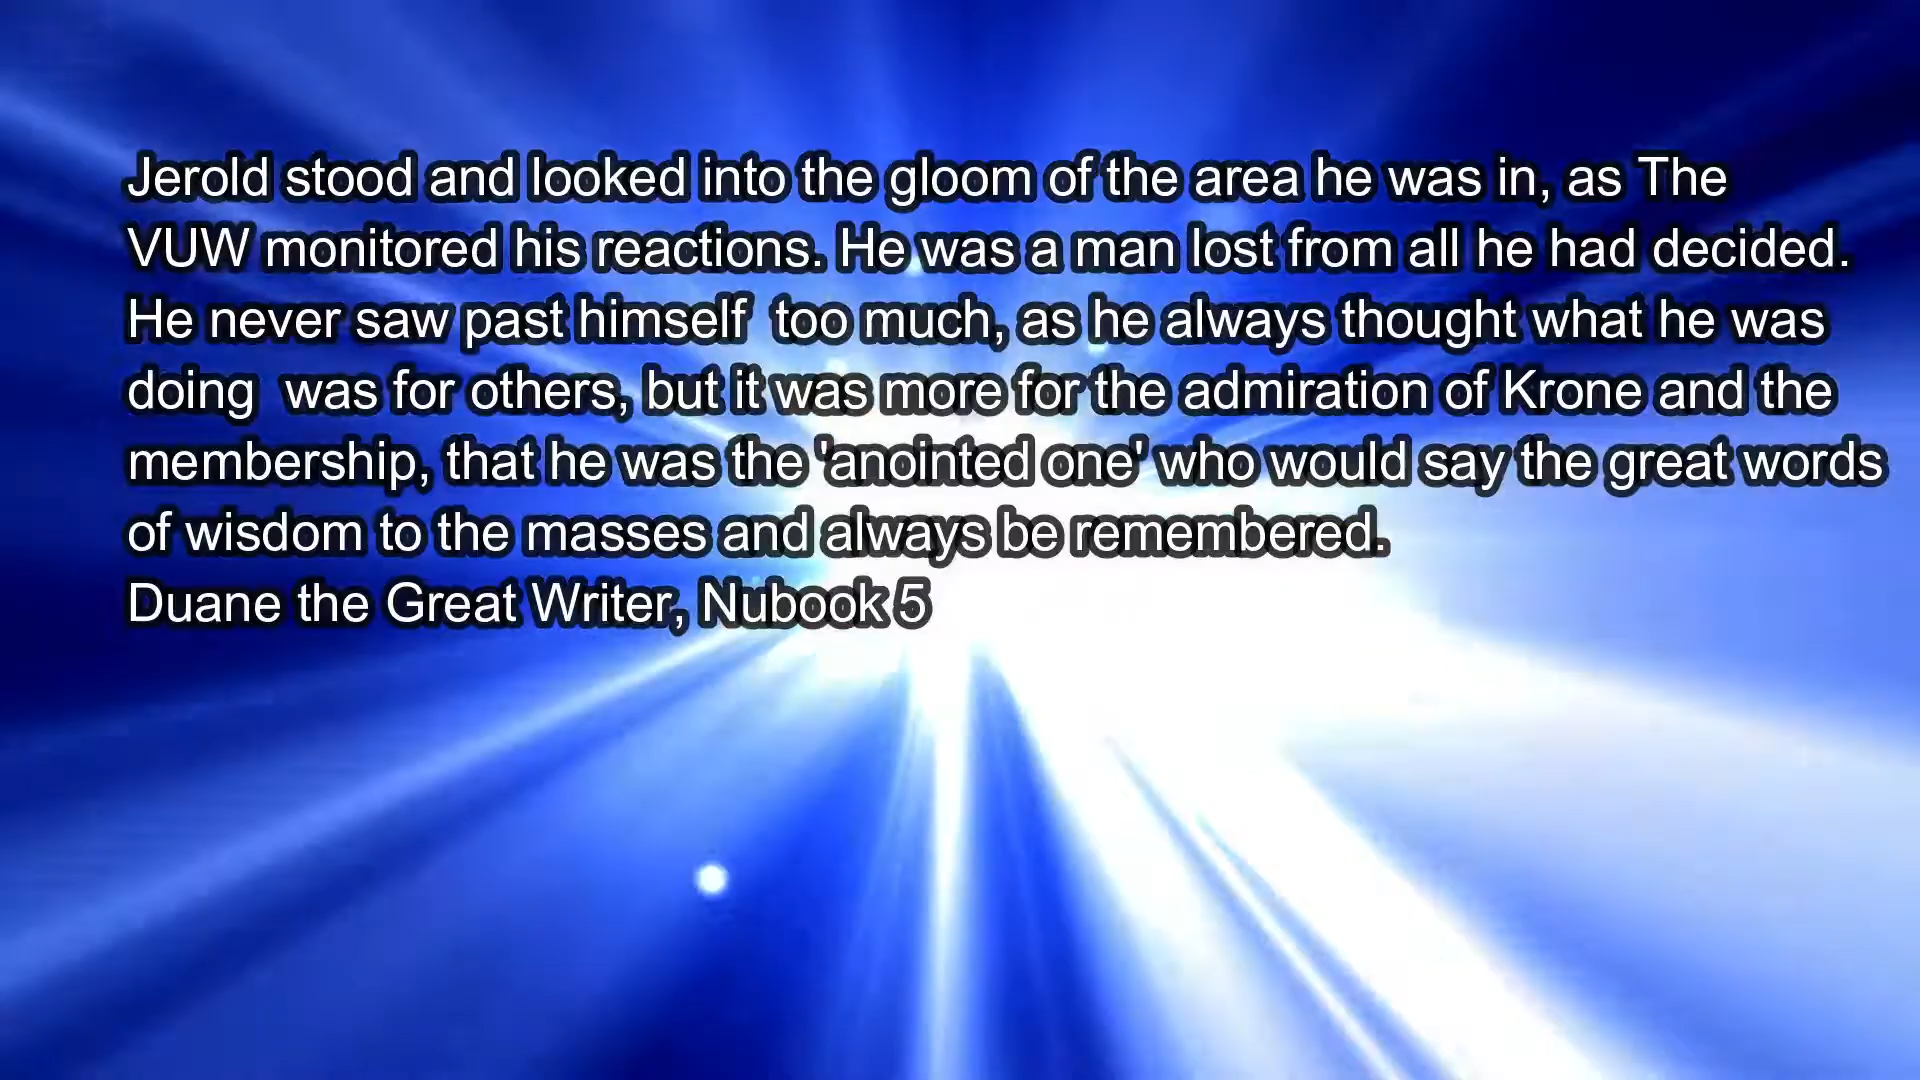 Jerold stood and looked into the gloom of the area he was in, as The
VUW monitored his reactions. He was a man lost from all he had decided.
He never saw past himself  too much, as he always thought what he was
doing  was for others, but it was more for the admiration of Krone and the
membership, that he was the 'anointed one' who would say the great words
of wisdom to the masses and always be remembered.
Duane the Great Writer, Nubook 5